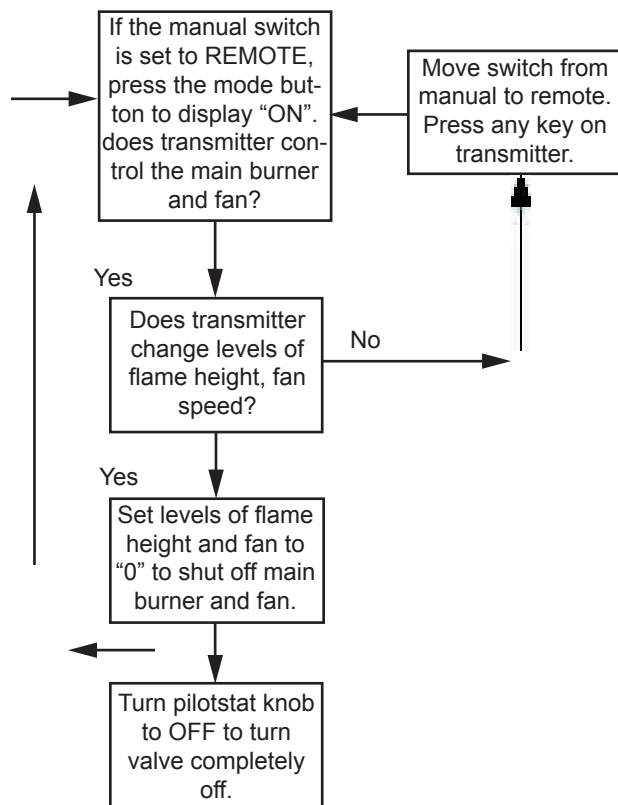 If the manual switch
is set to REMOTE,
press the mode but-
ton to display “ON”.
does transmitter con-
trol the main burner
and fan?
Move switch from
manual to remote.
Press any key on
transmitter.
Yes
Does transmitter
change levels of
flame height, fan
speed?
No
Yes
Set levels of flame
height and fan to
“0” to shut off main
burner and fan.
Turn pilotstat knob
to OFF to turn
valve completely
off.